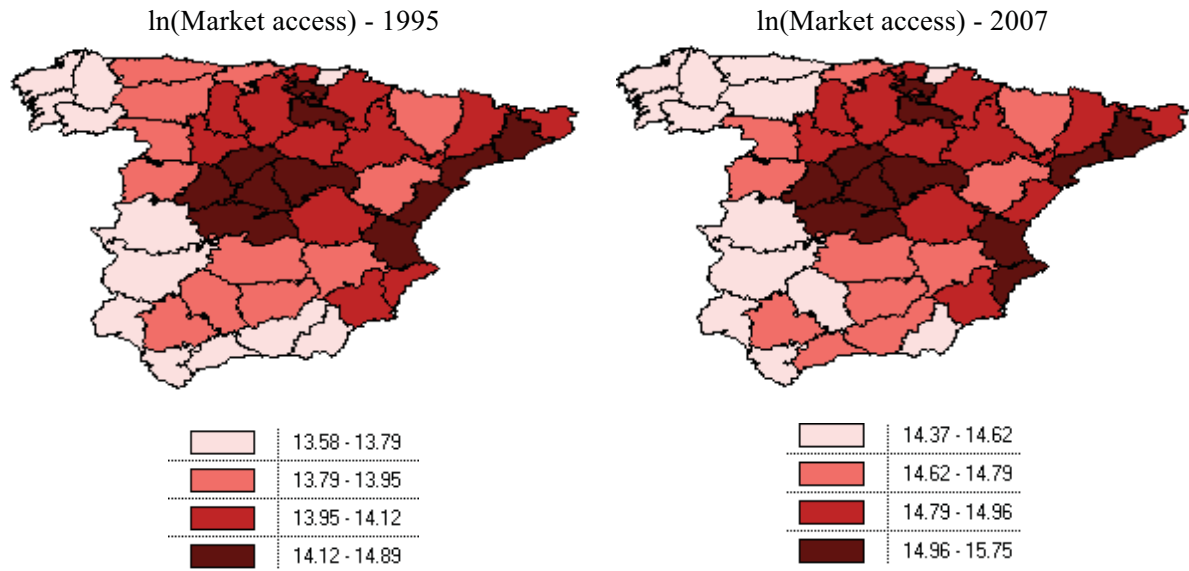 ln(Market access) - 1995
ln(Market access) - 2007
13.58 - 13.79
13.79 - 13.95
13.95 - 14.12
14.12 - 14.89
14.37 - 14.62
14.62 - 14.79
14.79 - 14.96
14.96 - 15.75